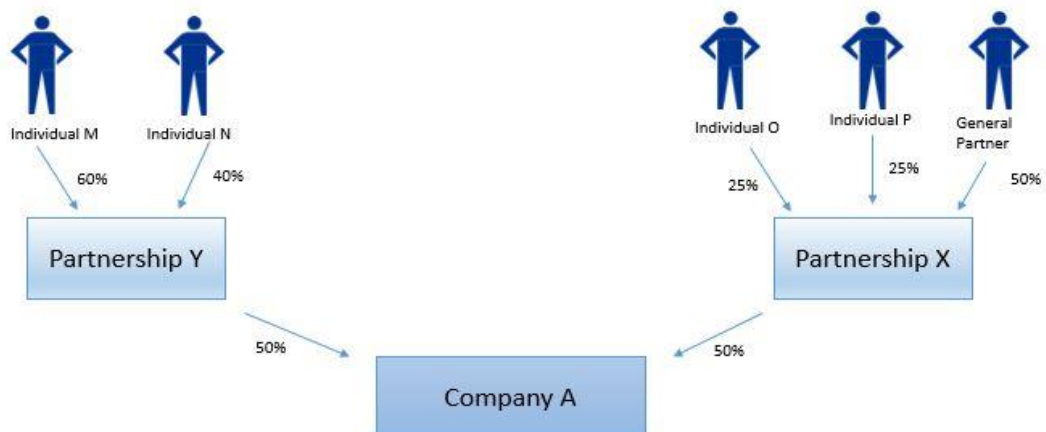 Individual M
Individual N
Individual O
Individual P
General
Partner
60%
40%
25%
25%
50%
Partnership Y
Partnership X
50%
50%
Company A